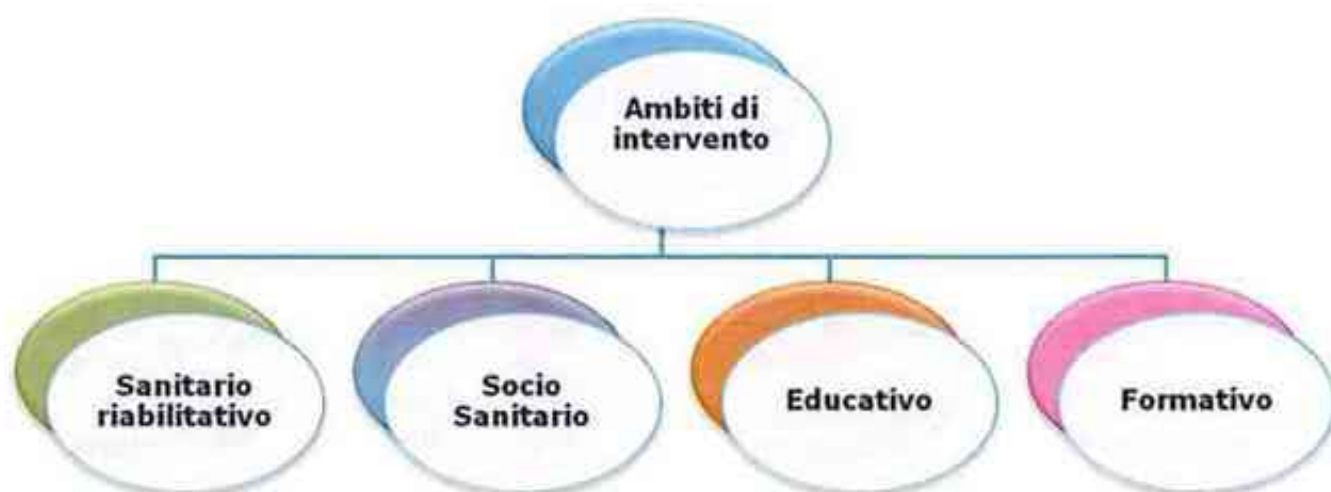 Ambiti di
intervento
Sanitario
riabilitativo
Socio
Sanitario
Educativo
Formativo